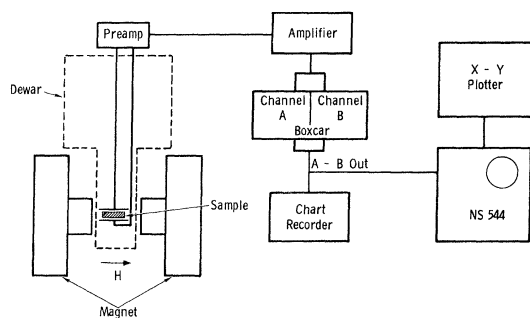 Preamp
Amplifier
X - Y
Plotter
Dewar
Channel
A
Channel
B
Boxcar
A - B Out
Sample
Chart
Recorder
NS 544
H
Magnet